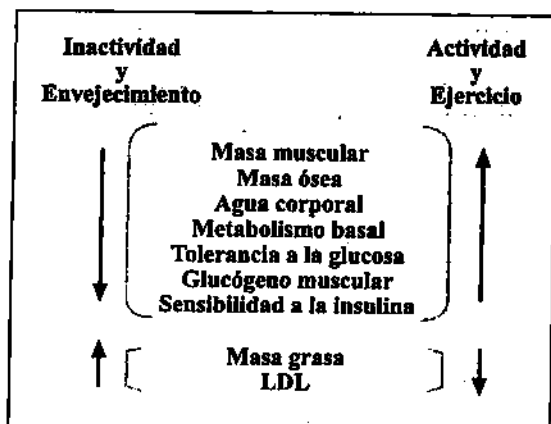 Inactividad
y
Envejecimiento
Actividad
y
Ejercicio
Masa muscular
Masa ósea
Agua corporal
Metabolismo basal
Tolerancia a la glucosa
Glucógeno muscular
Sensibilidad a la insulina
Masa grasa
LDL